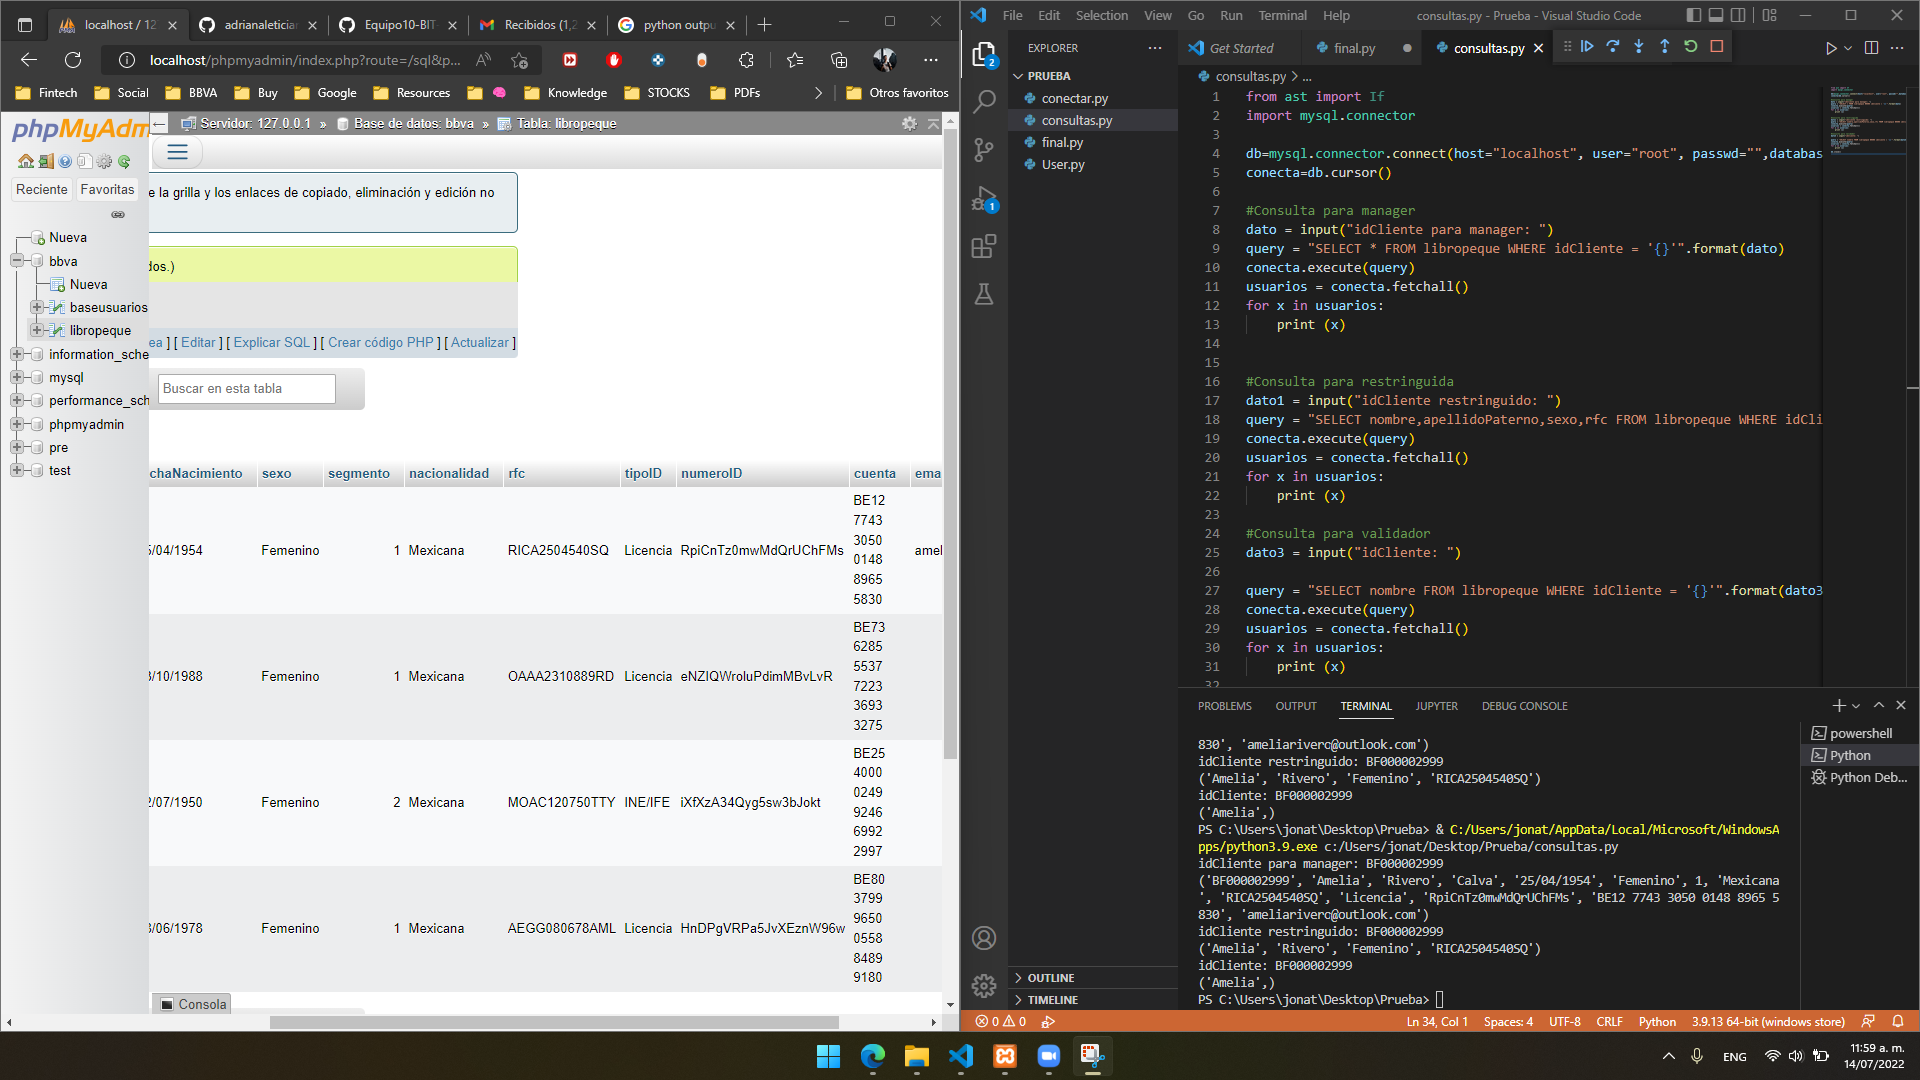 localhost / 12
adrianaleticiar
Equipo10-BIT-
Recibidos (1,2
python outpu
localhost/phpmyadmin/index.php?route=/sql&p...
Fintech
Social
BBVA
Buy
Google
Resources
Knowledge
STOCKS
PDFs
Otros favoritos
phpMyAdm
Reciente
Favoritas
Nueva
bbva
Nueva
baseusuarios
libropeque
information_sche
mysql
performance_sch
phpmyadmin
pre
test
Servidor: 127.0.0.1 » Base de datos: bbva » Tabla: libropeque
e la grilla y los enlaces de copiado, eliminación y edición no
dos.)
ea ] [ Editar ] [ Explicar SQL ] [ Crear código PHP ] [ Actualizar ]
Buscar en esta tabla
chaNacimiento sexo segmento nacionalidad rfc tipoID numeroID cuenta ema
5/04/1954 Femenino 1 Mexicana RICA2504540SQ Licencia RpiCnTz0mwMdQrUChFMs BE12 7743 3050 0148 8965 5830 amel
3/10/1988 Femenino 1 Mexicana OAAA2310889RD Licencia eNZIQWroluPdimMBvLvR BE73 6285 5537 7223 3693 3275
2/07/1950 Femenino 2 Mexicana MOAC120750TTY INE/IFE iXfXzA34Qyg5sw3bJokt BE25 4000 0249 9246 6992 2997
3/06/1978 Femenino 1 Mexicana AEGG080678AML Licencia HnDPgVRPa5JvXEznW96w BE80 3799 9650 0558 8489 9180
Consola
File Edit Selection View Go Run Terminal Help
consultas.py - Prueba - Visual Studio Code
EXPLORER
PRUEBA
conectar.py
consultas.py
final.py
User.py
OUTLINE
TIMELINE
2
1
Get Started
final.py
consultas.py
consultas.py > ...
1 from ast import If
2 import mysql.connector
3
4 db=mysql.connector.connect(host="localhost", user="root", passwd="",databas
5 conecta=db.cursor()
6
7 #Consulta para manager
8 dato = input("idCliente para manager: ")
9 query = "SELECT * FROM libropeque WHERE idCliente = '{}'".format(dato)
10 conecta.execute(query)
11 usuarios = conecta.fetchall()
12 for x in usuarios:
13 print (x)
14
15
16 #Consulta para restringuida
17 dato1 = input("idCliente restringuido: ")
18 query = "SELECT nombre,apellidoPaterno,sexo,rfc FROM libropeque WHERE idCli
19 conecta.execute(query)
20 usuarios = conecta.fetchall()
21 for x in usuarios:
22 print (x)
23
24 #Consulta para validador
25 dato3 = input("idCliente: ")
26
27 query = "SELECT nombre FROM libropeque WHERE idCliente = '{}'".format(dato3
28 conecta.execute(query)
29 usuarios = conecta.fetchall()
30 for x in usuarios:
31 print (x)
32
PROBLEMS OUTPUT TERMINAL JUPYTER DEBUG CONSOLE
830', 'ameliarivero@outlook.com')
idCliente restringuido: BF000002999
('Amelia', 'Rivero', 'Femenino', 'RICA2504540SQ')
idCliente: BF000002999
('Amelia',)
PS C:\Users\jonat\Desktop\Prueba> & C:/Users/jonat/AppData/Local/Microsoft/WindowsA
pps/python3.9.exe c:/Users/jonat/Desktop/Prueba/consultas.py
idCliente para manager: BF000002999
('BF000002999', 'Amelia', 'Rivero', 'Calva', '25/04/1954', 'Femenino', 1, 'Mexicana
', 'RICA2504540SQ', 'Licencia', 'RpiCnTz0mwMdQrUChFMs', 'BE12 7743 3050 0148 8965 5
830', 'ameliarivero@outlook.com')
idCliente restringuido: BF000002999
('Amelia', 'Rivero', 'Femenino', 'RICA2504540SQ')
idCliente: BF000002999
('Amelia',)
PS C:\Users\jonat\Desktop\Prueba>
powershell
Python
Python Deb...
0 0
Ln 34, Col 1 Spaces: 4 UTF-8 CRLF Python 3.9.13 64-bit (windows store)
ENG
11:59 a. m.
14/07/2022